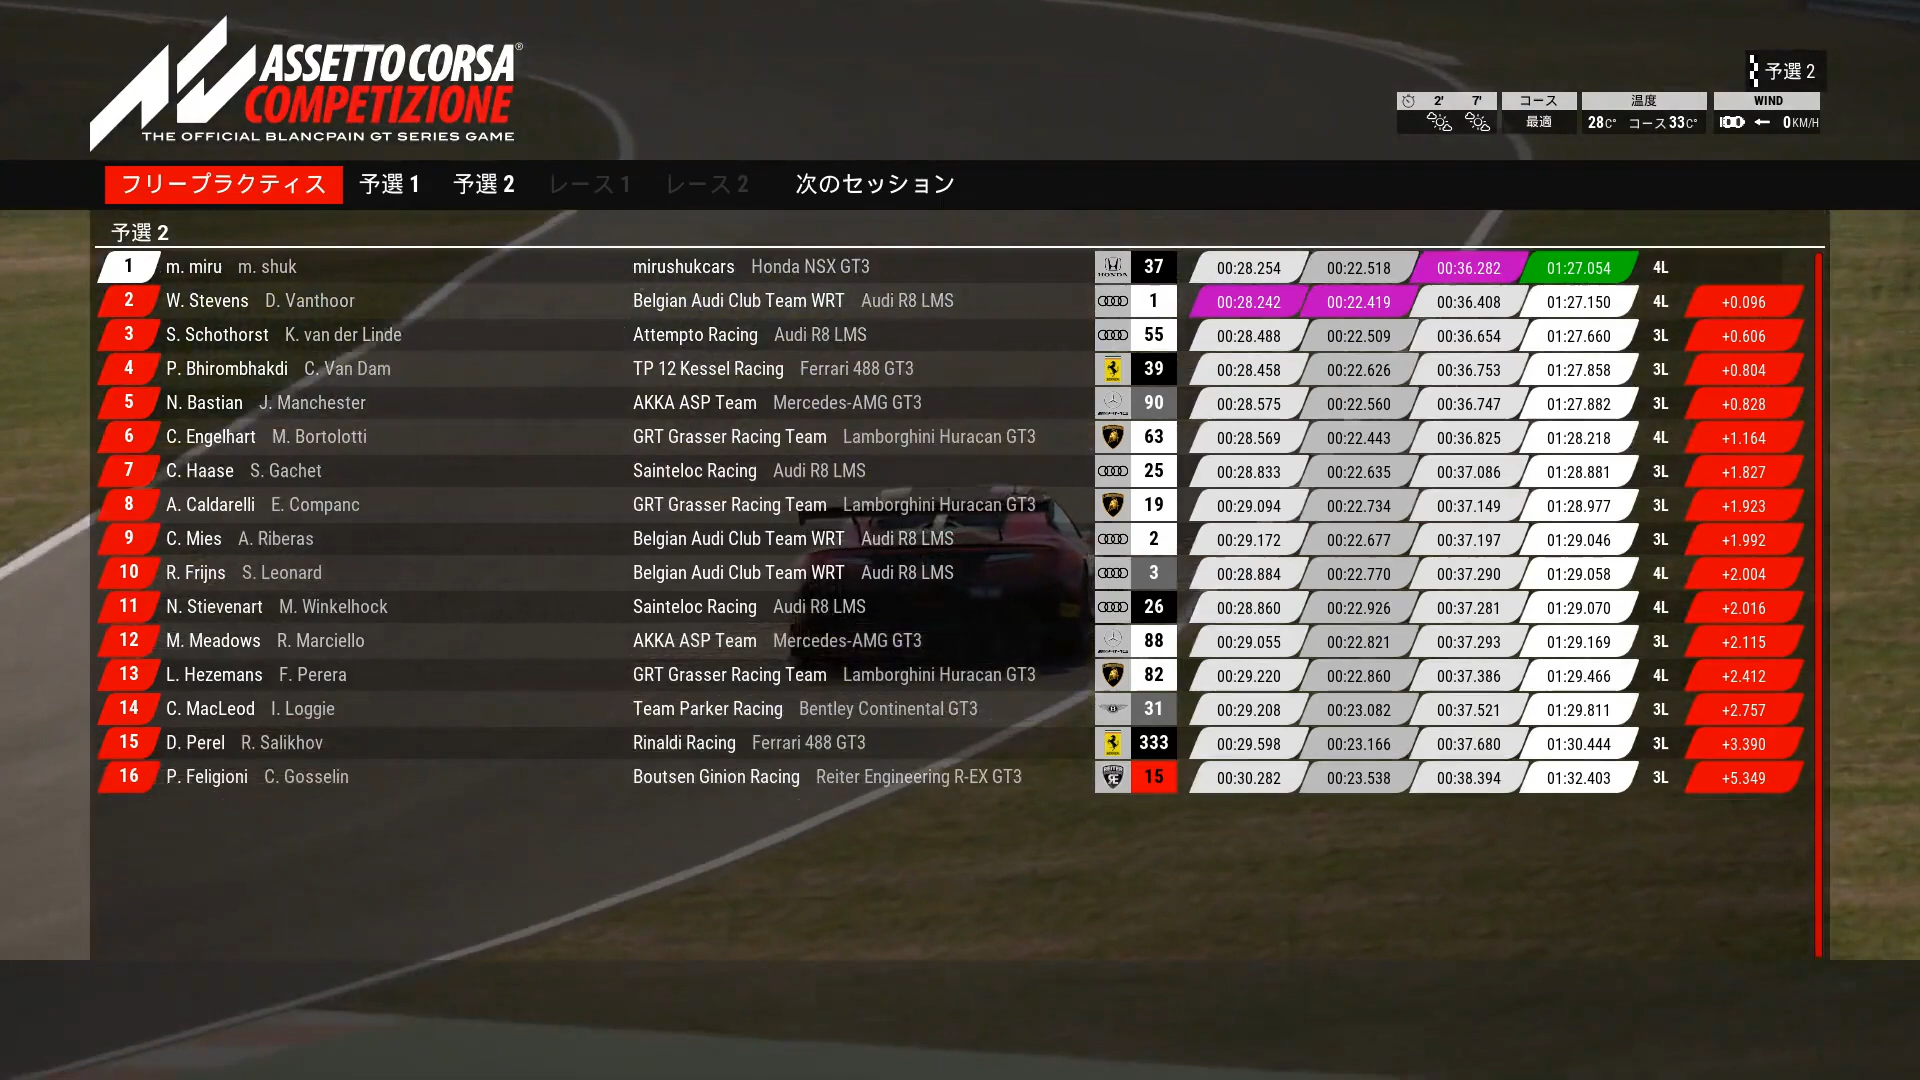 ASSETTO CORSA®
COMPETIZIONE
THE OFFICIAL BLANCPAIN GT SERIES GAME
予選 2
2' 7' コース 温度 WIND
最適 28C° コース 33C° 0 KM/H
フリープラクティス 予選 1 予選 2 レース 1 レース 2 次のセッション
予選 2
1 m. miru m. shuk mirushukcars Honda NSX GT3 HONDA 37 00:28.254 00:22.518 00:36.282 01:27.054 4L
2 W. Stevens D. Vanthoor Belgian Audi Club Team WRT Audi R8 LMS 1 00:28.242 00:22.419 00:36.408 01:27.150 4L +0.096
3 S. Schothorst K. van der Linde Attempto Racing Audi R8 LMS 55 00:28.488 00:22.509 00:36.654 01:27.660 3L +0.606
4 P. Bhirombhakdi C. Van Dam TP 12 Kessel Racing Ferrari 488 GT3 39 00:28.458 00:22.626 00:36.753 01:27.858 3L +0.804
5 N. Bastian J. Manchester AKKA ASP Team Mercedes-AMG GT3 90 00:28.575 00:22.560 00:36.747 01:27.882 3L +0.828
6 C. Engelhart M. Bortolotti GRT Grasser Racing Team Lamborghini Huracan GT3 63 00:28.569 00:22.443 00:36.825 01:28.218 4L +1.164
7 C. Haase S. Gachet Sainteloc Racing Audi R8 LMS 25 00:28.833 00:22.635 00:37.086 01:28.881 3L +1.827
8 A. Caldarelli E. Companc GRT Grasser Racing Team Lamborghini Huracan GT3 19 00:29.094 00:22.734 00:37.149 01:28.977 3L +1.923
9 C. Mies A. Riberas Belgian Audi Club Team WRT Audi R8 LMS 2 00:29.172 00:22.677 00:37.197 01:29.046 3L +1.992
10 R. Frijns S. Leonard Belgian Audi Club Team WRT Audi R8 LMS 3 00:28.884 00:22.770 00:37.290 01:29.058 4L +2.004
11 N. Stievenart M. Winkelhock Sainteloc Racing Audi R8 LMS 26 00:28.860 00:22.926 00:37.281 01:29.070 4L +2.016
12 M. Meadows R. Marciello AKKA ASP Team Mercedes-AMG GT3 88 00:29.055 00:22.821 00:37.293 01:29.169 3L +2.115
13 L. Hezemans F. Perera GRT Grasser Racing Team Lamborghini Huracan GT3 82 00:29.220 00:22.860 00:37.386 01:29.466 4L +2.412
14 C. MacLeod I. Loggie Team Parker Racing Bentley Continental GT3 31 00:29.208 00:23.082 00:37.521 01:29.811 3L +2.757
15 D. Perel R. Salikhov Rinaldi Racing Ferrari 488 GT3 333 00:29.598 00:23.166 00:37.680 01:30.444 3L +3.390
16 P. Feligioni C. Gosselin Boutsen Ginion Racing Reiter Engineering R-EX GT3 15 00:30.282 00:23.538 00:38.394 01:32.403 3L +5.349